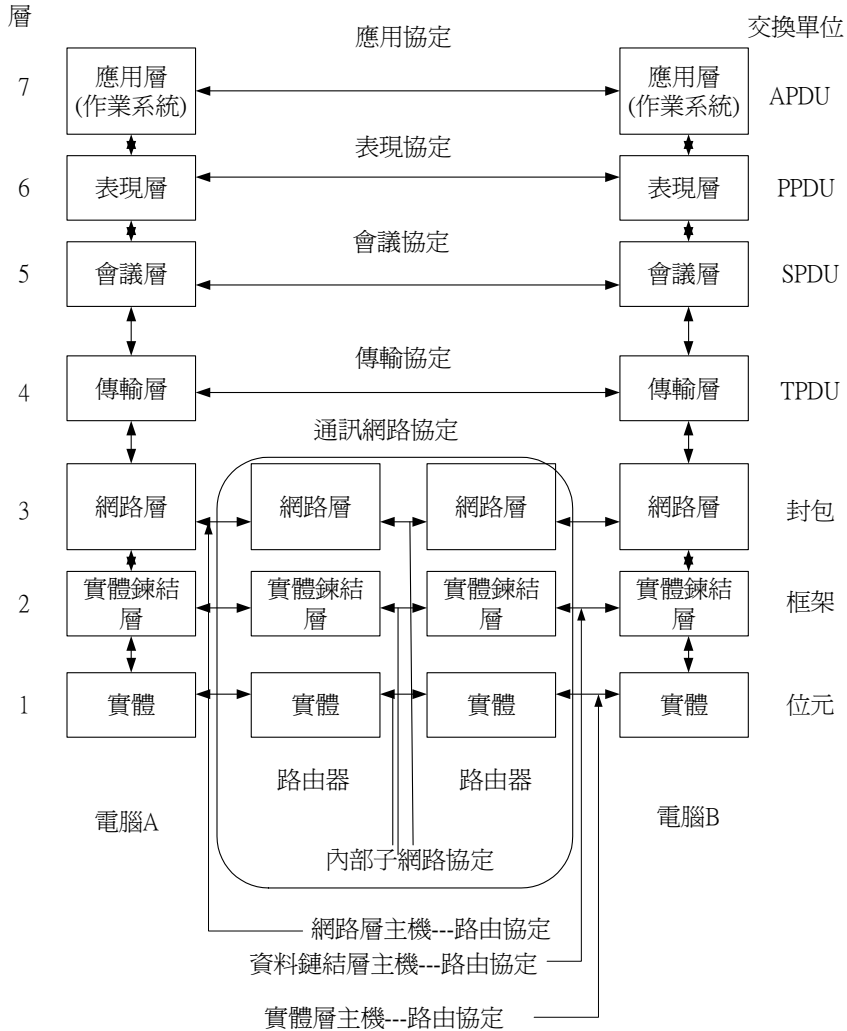 層
應用協定
交換單位
7
應用層
(作業系統)
應用層
(作業系統)
APDU
表現協定
6
表現層
表現層
PPDU
會議協定
5
會議層
會議層
SPDU
傳輸協定
4
傳輸層
傳輸層
TPDU
通訊網路協定
3
網路層
網路層
網路層
網路層
封包
2
實體鍊結
層
實體鍊結
層
實體鍊結
層
實體鍊結
層
框架
1
實體
實體
實體
實體
位元
路由器
路由器
電腦A
電腦B
內部子網路協定
網路層主機---路由協定
資料鏈結層主機---路由協定
實體層主機---路由協定